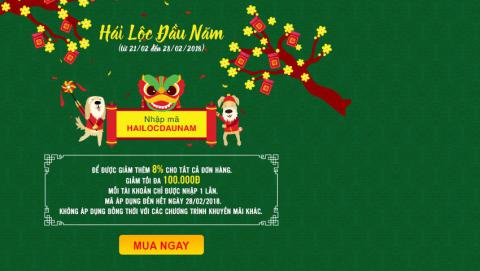 Hái Lộc Đầu Năm
(từ 21/02 đến 28/02/2018)
Nhập mã
HAILOCDAUNAM
ĐỂ ĐƯỢC GIẢM THÊM 8% CHO TẤT CẢ ĐƠN HÀNG.
GIẢM TỐI ĐA 100.000Đ
MỖI TÀI KHOẢN CHỈ ĐƯỢC NHẬP 1 LẦN.
MÃ ÁP DỤNG ĐẾN HẾT NGÀY 28/02/2018.
KHÔNG ÁP DỤNG ĐỒNG THỜI VỚI CÁC CHƯƠNG TRÌNH KHUYẾN MÃI KHÁC.
MUA NGAY